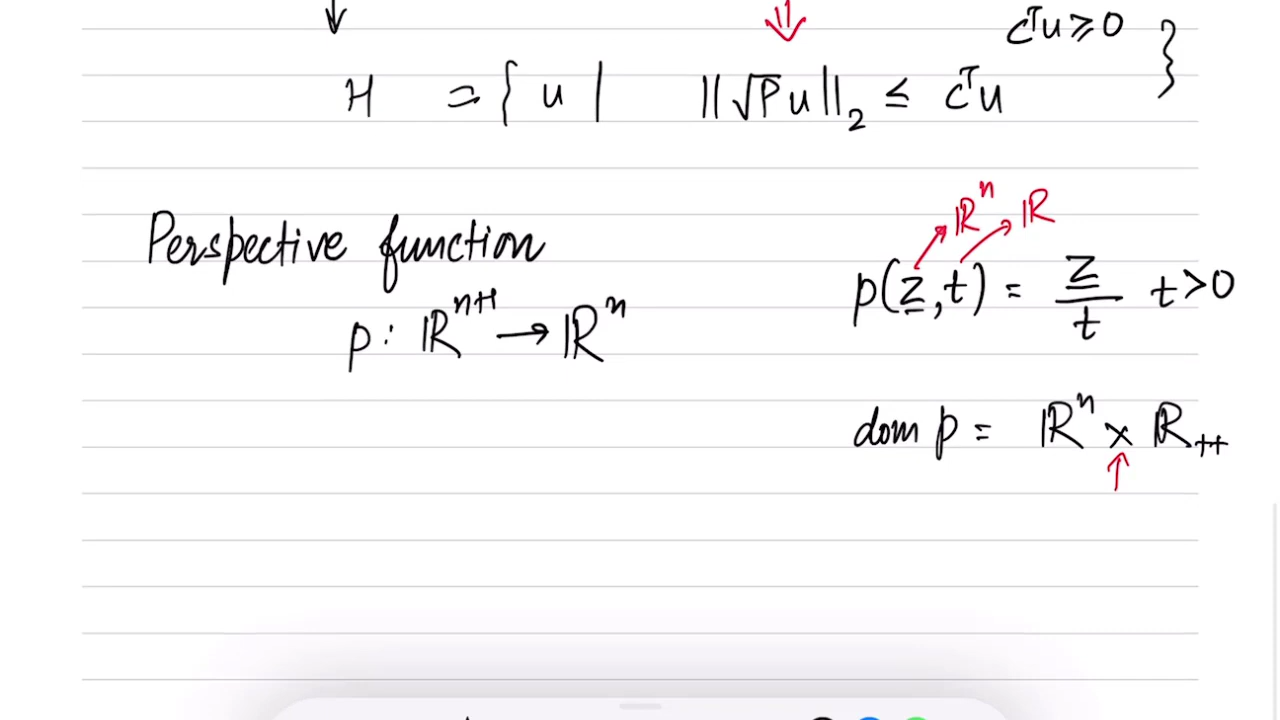 cᵀu ≥ 0 }
H = { u | ||√P u||₂ ≤ cᵀu
Perspective function
ℝⁿ ℝ
p(z, t) = z/t t>0
p : ℝⁿ⁺¹ → ℝⁿ
dom p = ℝⁿ × ℝ₊₊